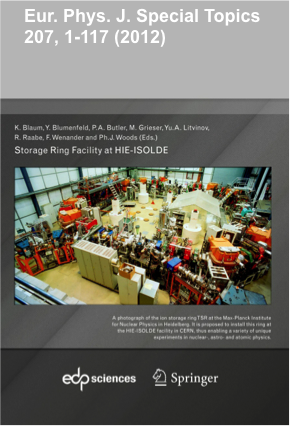 Eur. Phys. J. Special Topics
207, 1-117 (2012)
K. Blaum, Y. Blumenfeld, P.A. Butler, M. Grieser, Yu.A. Litvinov,
R. Raabe, F. Wenander and Ph.J. Woods (Eds.)
Storage Ring Facility at HIE-ISOLDE
A photograph of the ion storage ring TSR at the Max-Planck Institute
for Nuclear Physics in Heidelberg. It is proposed to install this ring at
the HIE-ISOLDE facility in CERN, thus enabling a variety of unique
experiments in nuclear-, astro- and atomic physics.
edp sciences
Springer